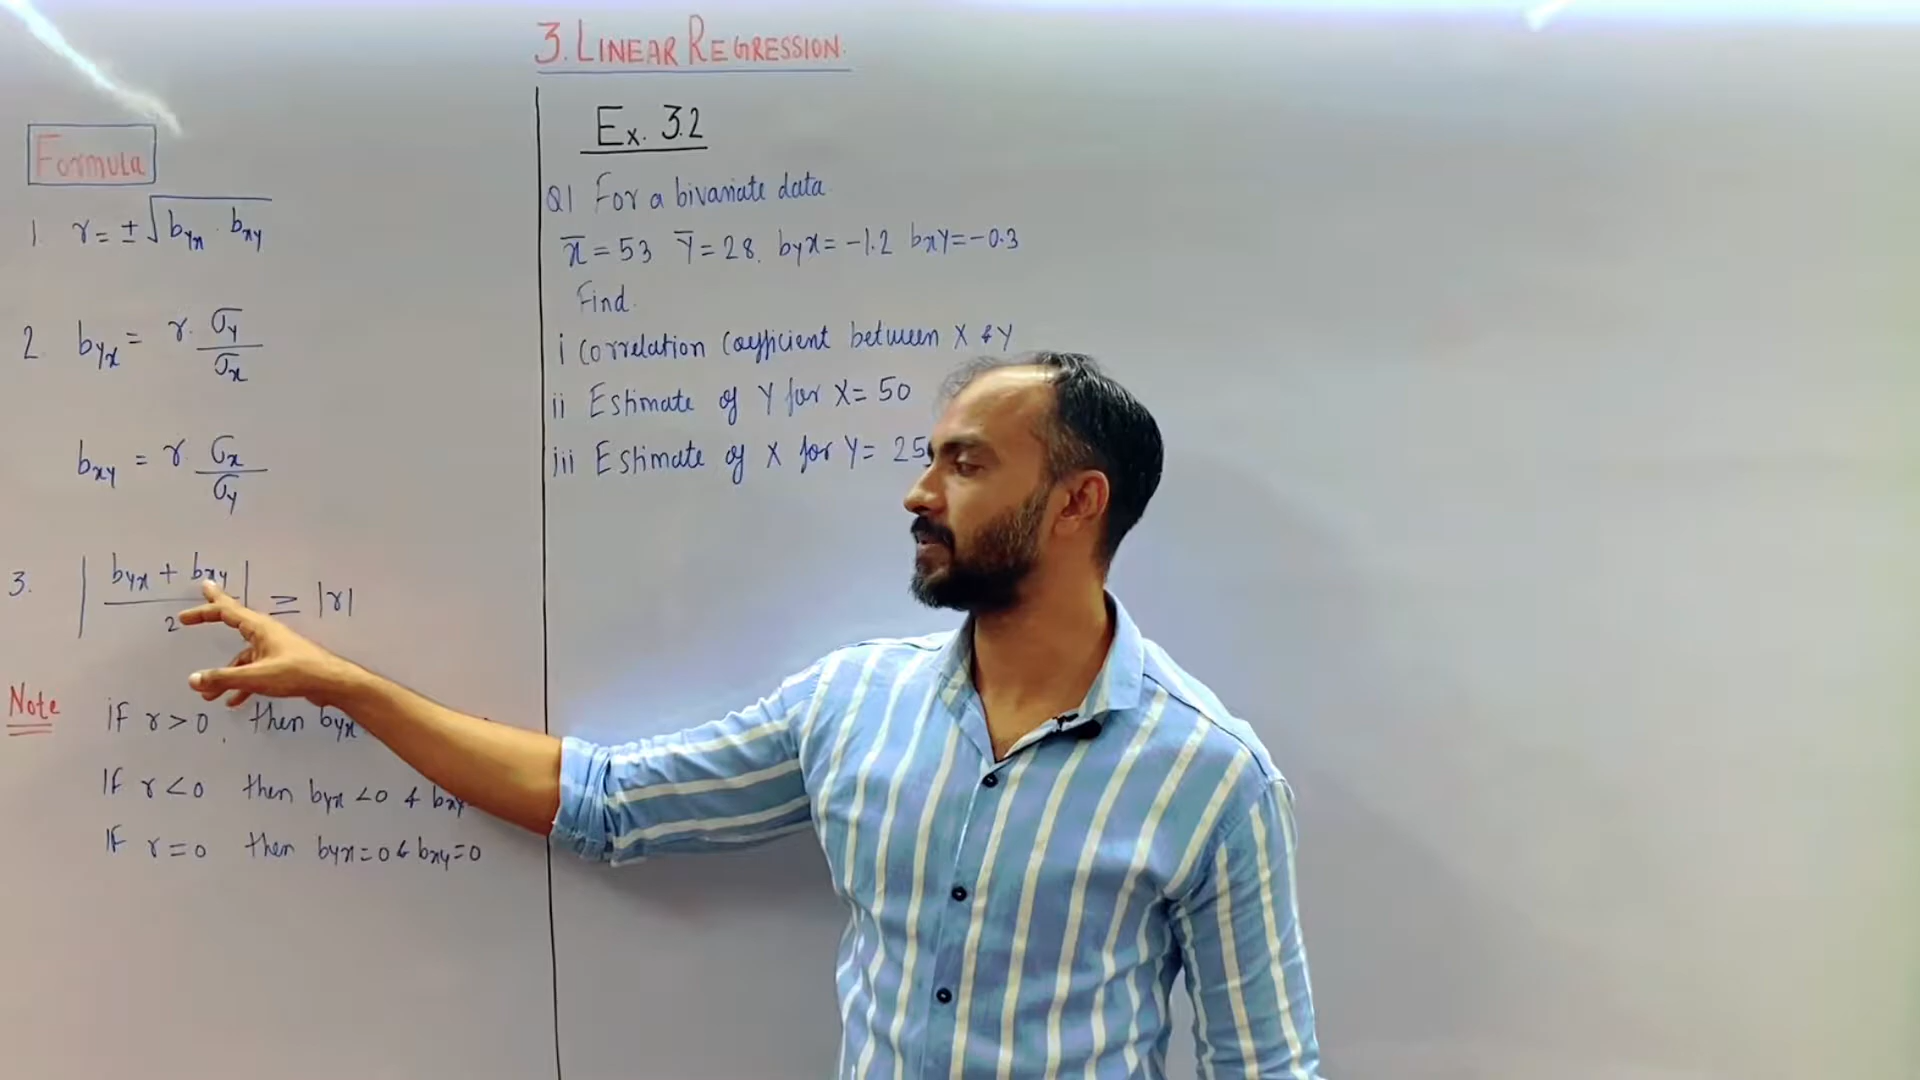 3. LINEAR REGRESSION
Formula
1. r = ± √(byx . bxy)
2. byx = r. σy / σx
bxy = r. σx / σy
3. | (byx + bxy) / 2 | ≥ |r|
Note if r > 0, then byx
If r < 0 then byx < 0 & bxy
If r = 0 then byx = 0 & bxy = 0
Ex. 3.2
Q1 For a bivariate data
x̄ = 53 ȳ = 28. byx = -1.2 bxy = -0.3
Find.
i Correlation Coefficient between X & Y
ii Estimate of Y for X = 50
iii Estimate of X for Y = 25